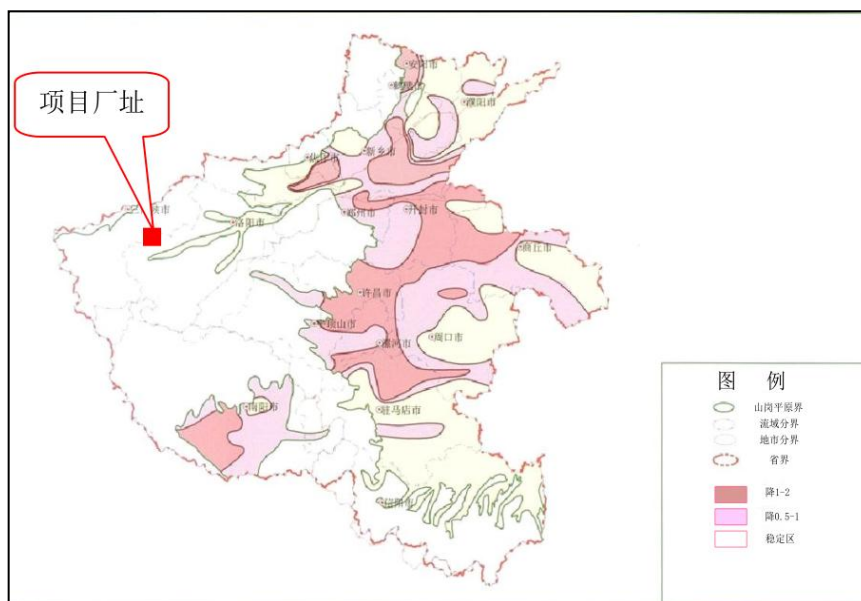 项目厂址
安阳市
鹤壁市
濮阳市
焦作市
新乡市
三门峡市
洛阳市
郑州市
开封市
商丘市
许昌市
平顶山市
漯河市
周口市
南阳市
驻马店市
信阳市
图 例
山岗平原界
流域分界
地市分界
省界
降1-2
降0.5-1
稳定区